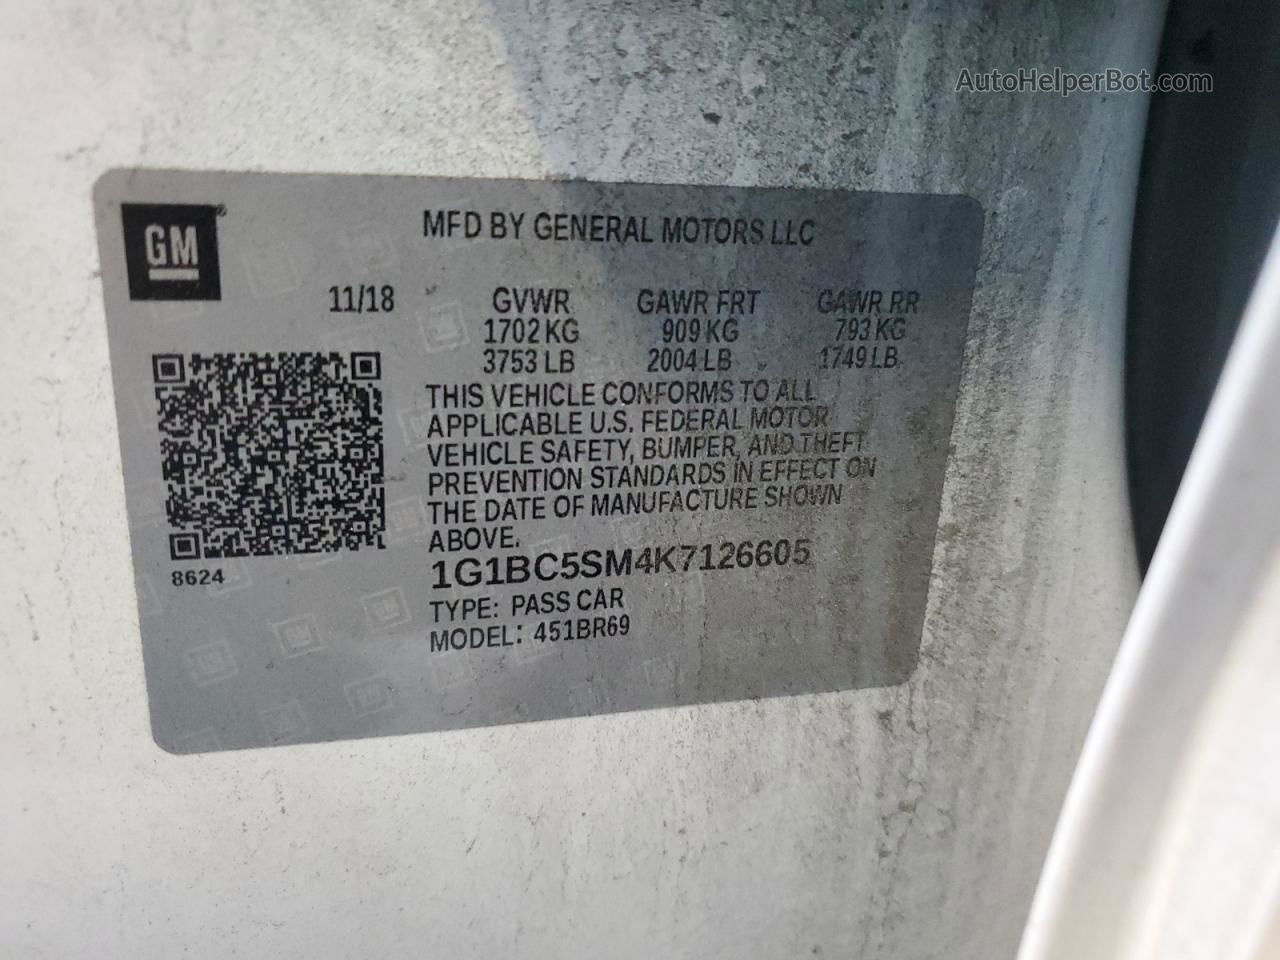 AutoHelperBot.com
GM
MFD BY GENERAL MOTORS LLC
11/18 GVWR GAWR FRT GAWR RR
1702 KG 909 KG 793 KG
3753 LB 2004 LB 1749 LB
THIS VEHICLE CONFORMS TO ALL
APPLICABLE U.S. FEDERAL MOTOR
VEHICLE SAFETY, BUMPER, AND THEFT
PREVENTION STANDARDS IN EFFECT ON
THE DATE OF MANUFACTURE SHOWN
ABOVE.
8624
1G1BC5SM4K7126605
TYPE: PASS CAR
MODEL: 451BR69